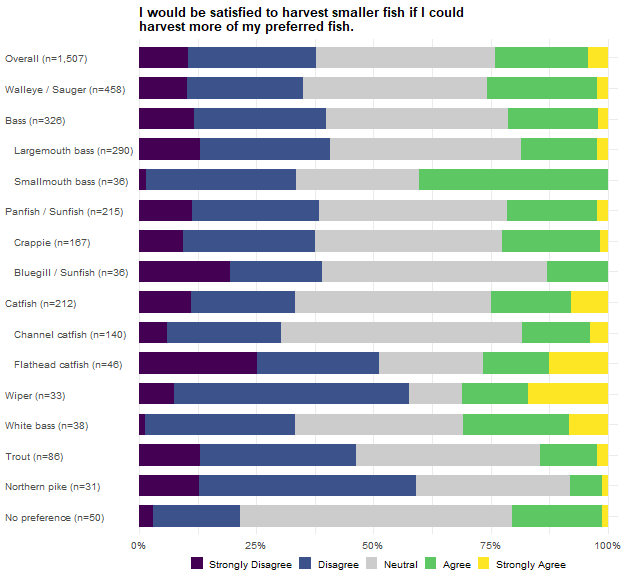 I would be satisfied to harvest smaller fish if I could
harvest more of my preferred fish.
Overall (n=1,507)
Walleye / Sauger (n=458)
Bass (n=326)
Largemouth bass (n=290)
Smallmouth bass (n=36)
Panfish / Sunfish (n=215)
Crappie (n=167)
Bluegill / Sunfish (n=36)
Catfish (n=212)
Channel catfish (n=140)
Flathead catfish (n=46)
Wiper (n=33)
White bass (n=38)
Trout (n=86)
Northern pike (n=31)
No preference (n=50)
0% 25% 50% 75% 100%
Strongly Disagree Disagree Neutral Agree Strongly Agree